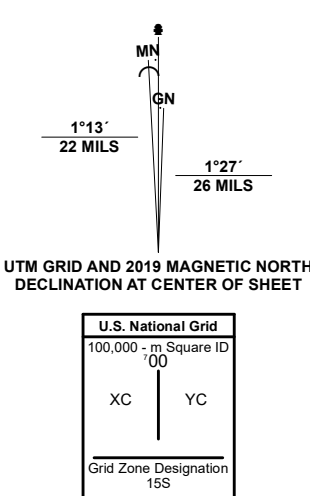 MN
GN
1°13´
22 MILS
1°27´
26 MILS
UTM GRID AND 2019 MAGNETIC NORTH
DECLINATION AT CENTER OF SHEET
U.S. National Grid
100,000 - m Square ID
⁷00
XC YC
Grid Zone Designation
15S